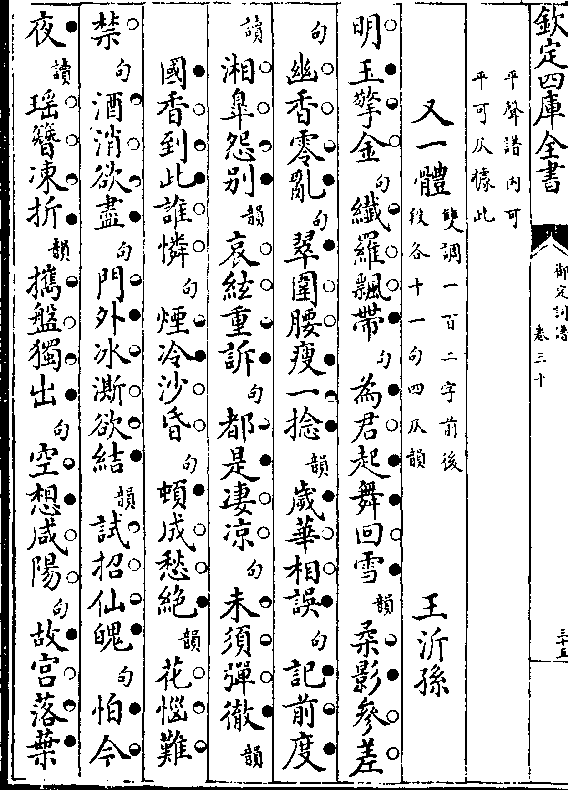 欽定四庫全書
御定詞譜
卷三十
三十五
平聲譜內可
平可仄據此
又一體 雙調一百二字前後
段各十一句四仄韻 王沂孫
明玉擎金句纖羅飄帶句為君起舞回雪韻柔影參差
句幽香零亂句翠圍腰瘦一捻韻歲華相誤句記前度
韻湘臯怨別韻哀絃重訴句都是凄涼句未須彈徹韻
國香到此誰憐句煙冷沙昏句頓成愁絕韻花惱難
禁句酒消欲盡句門外冰澌欲結韻試招仙魄句怕今
夜讀瑶簪凍折韻攜盤獨出句空想咸陽句故宮落葉